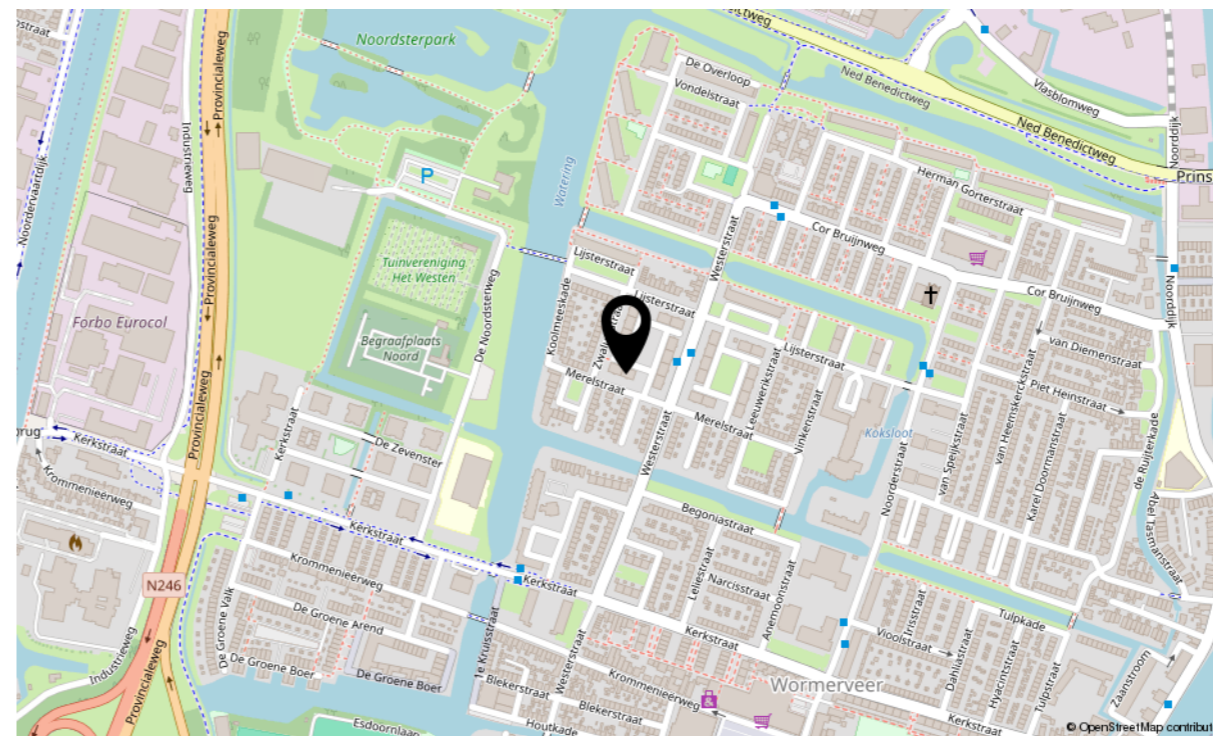 Noordsterpark
Provincialeweg
Industrieweg
Noordervaartdijk
Watering
De Overloop
Vondelstraat
Ned Benedictweg
Vlasblomweg
Ned Benedictweg
Noorddijk
Prins
P
Herman Gorterstraat
Cor Bruijnweg
Westerstraat
Tuinvereniging
Het Westen
Provincialeweg
De Noordsterweg
Lijsterstraat
Lijsterstraat
Koolmeeskade
Cor Bruijnweg
Noorddijk
Forbo Eurocol
Begraafplaats
Noord
Merelstraat
Lijsterstraat
van Diemenstraat
Piet Heinstraat
Leeuwerikstraat
Vinkenstraat
Merelstraat
Westerstraat
Koksloot
van Speijkstraat
van Heemskerckstraat
Karel Doormanstraat
de Ruijterkade
Provincialeweg
Kerkstraat
De Zevenster
brug
Kerkstraat
Krommenieërweg
Noorderstraat
Abel Tasmanstraat
Begoniastraat
Kerkstraat
Krommenieërweg
N246
De Groene Valk
De Groene Arend
De Groene Boer
De Groene Boer
Kerkstraat
1e Kruisstraat
Leliestraat
Narcisstraat
Anemoonstraat
Kerkstraat
Irisstraat
Vioolstraat
Tulpkade
Dahliastraat
Hyacintstraat
Tulpstraat
Zaanstroom
Industrieweg
Provincialeweg
Westerstraat
Blekerstraat
Krommenieërweg
Blekerstraat
Houtkade
Esdoornlaan
Wormerveer
Kerkstraat
© OpenStreetMap contribut